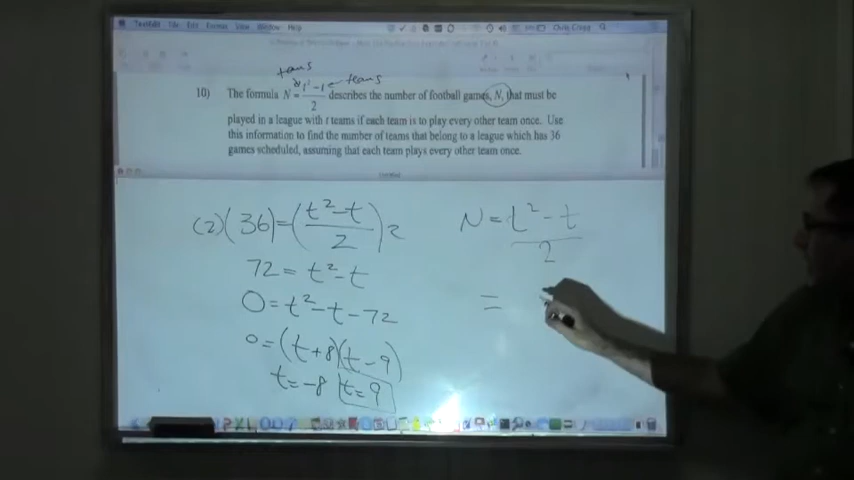 TextEdit File Edit Format View Window Help Chris Gragg
teams
10) The formula N = t² - t / 2 describes the number of football games, N, that must be
teams
played in a league with t teams if each team is to play every other team once. Use
this information to find the number of teams that belong to a league which has 36
games scheduled, assuming that each team plays every other team once.
Untitled
(2)(36)=(t²-t / 2)2
72 = t²-t
0=t²-t-72
0=(t+8)(t-9)
t=-8 t=9
N = t²-t / 2
=